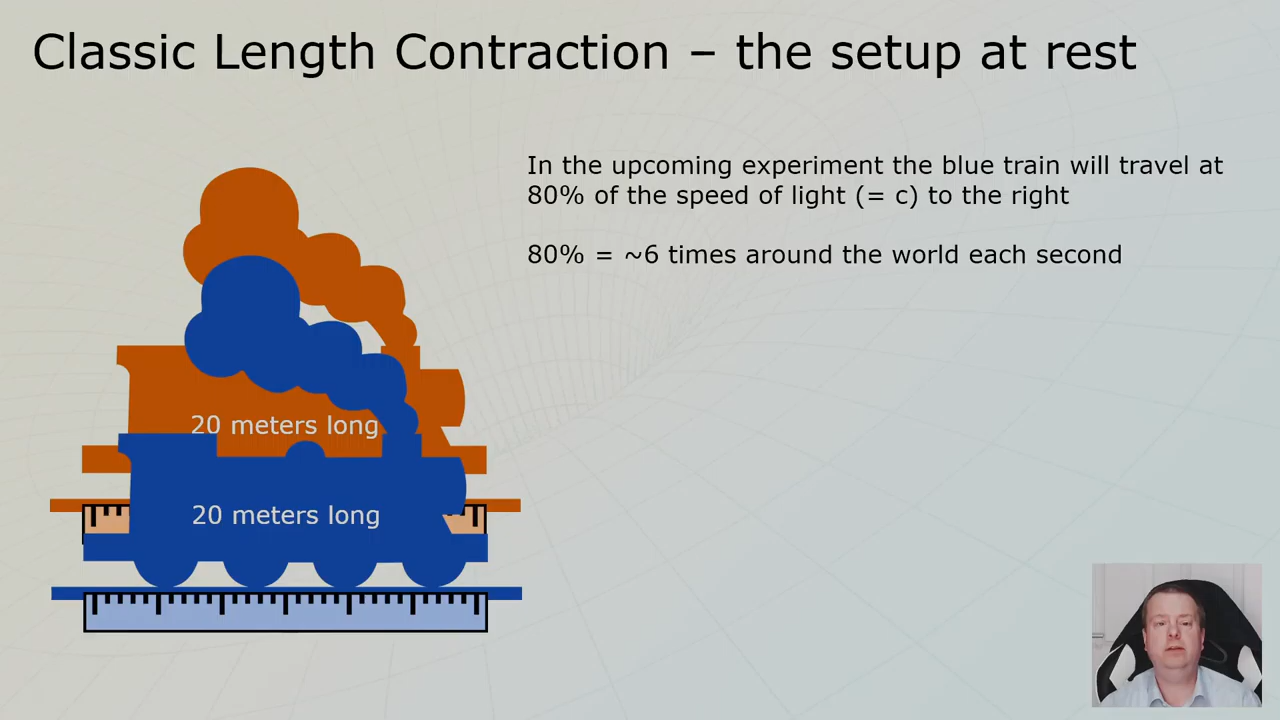 Classic Length Contraction – the setup at rest
In the upcoming experiment the blue train will travel at
80% of the speed of light (= c) to the right
80% = ~6 times around the world each second
20 meters long
20 meters long